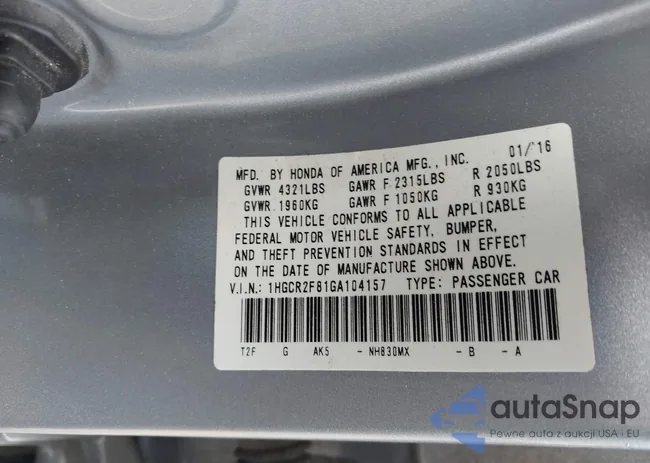 MFD. BY HONDA OF AMERICA MFG., INC. 01/'16
GVWR 4321LBS GAWR F 2315LBS R 2050LBS
GVWR 1960KG GAWR F 1050KG R 930KG
THIS VEHICLE CONFORMS TO ALL APPLICABLE
FEDERAL MOTOR VEHICLE SAFETY, BUMPER,
AND THEFT PREVENTION STANDARDS IN EFFECT
ON THE DATE OF MANUFACTURE SHOWN ABOVE.
V.I.N.: 1HGCR2F81GA104157 TYPE: PASSENGER CAR
T2F G AK5 - NH830MX - B - A
autaSnap
Pewne auta z aukcji USA i EU